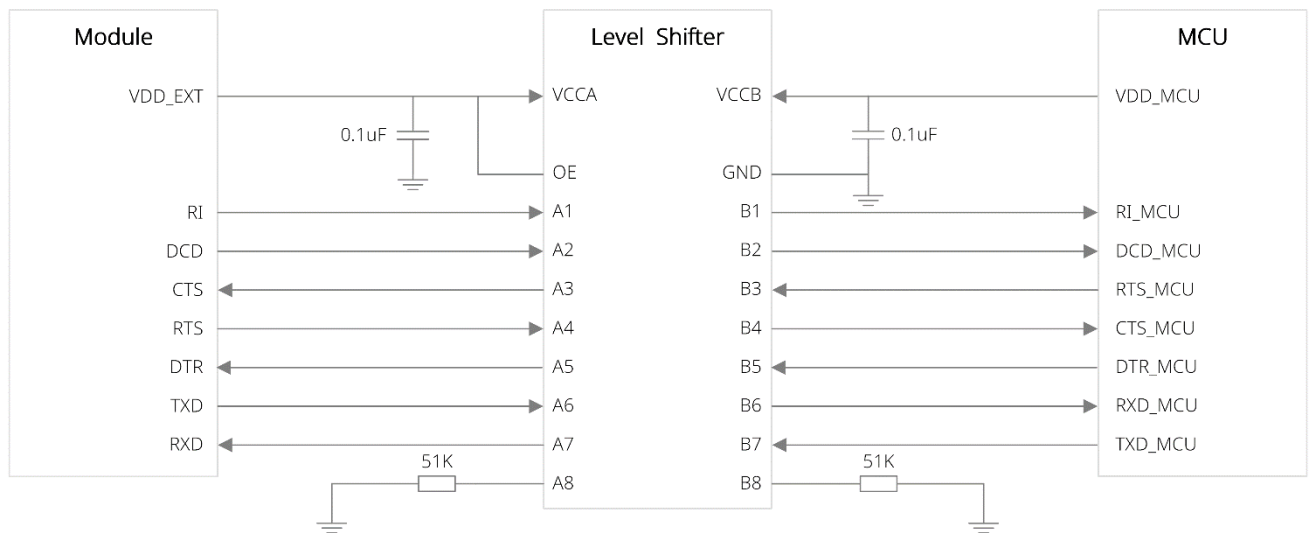 Module Level Shifter MCU
VDD_EXT VCCA VCCB VDD_MCU
0.1uF 0.1uF
OE GND
RI A1 B1 RI_MCU
DCD A2 B2 DCD_MCU
CTS A3 B3 RTS_MCU
RTS A4 B4 CTS_MCU
DTR A5 B5 DTR_MCU
TXD A6 B6 RXD_MCU
RXD A7 B7 TXD_MCU
51K 51K
A8 B8